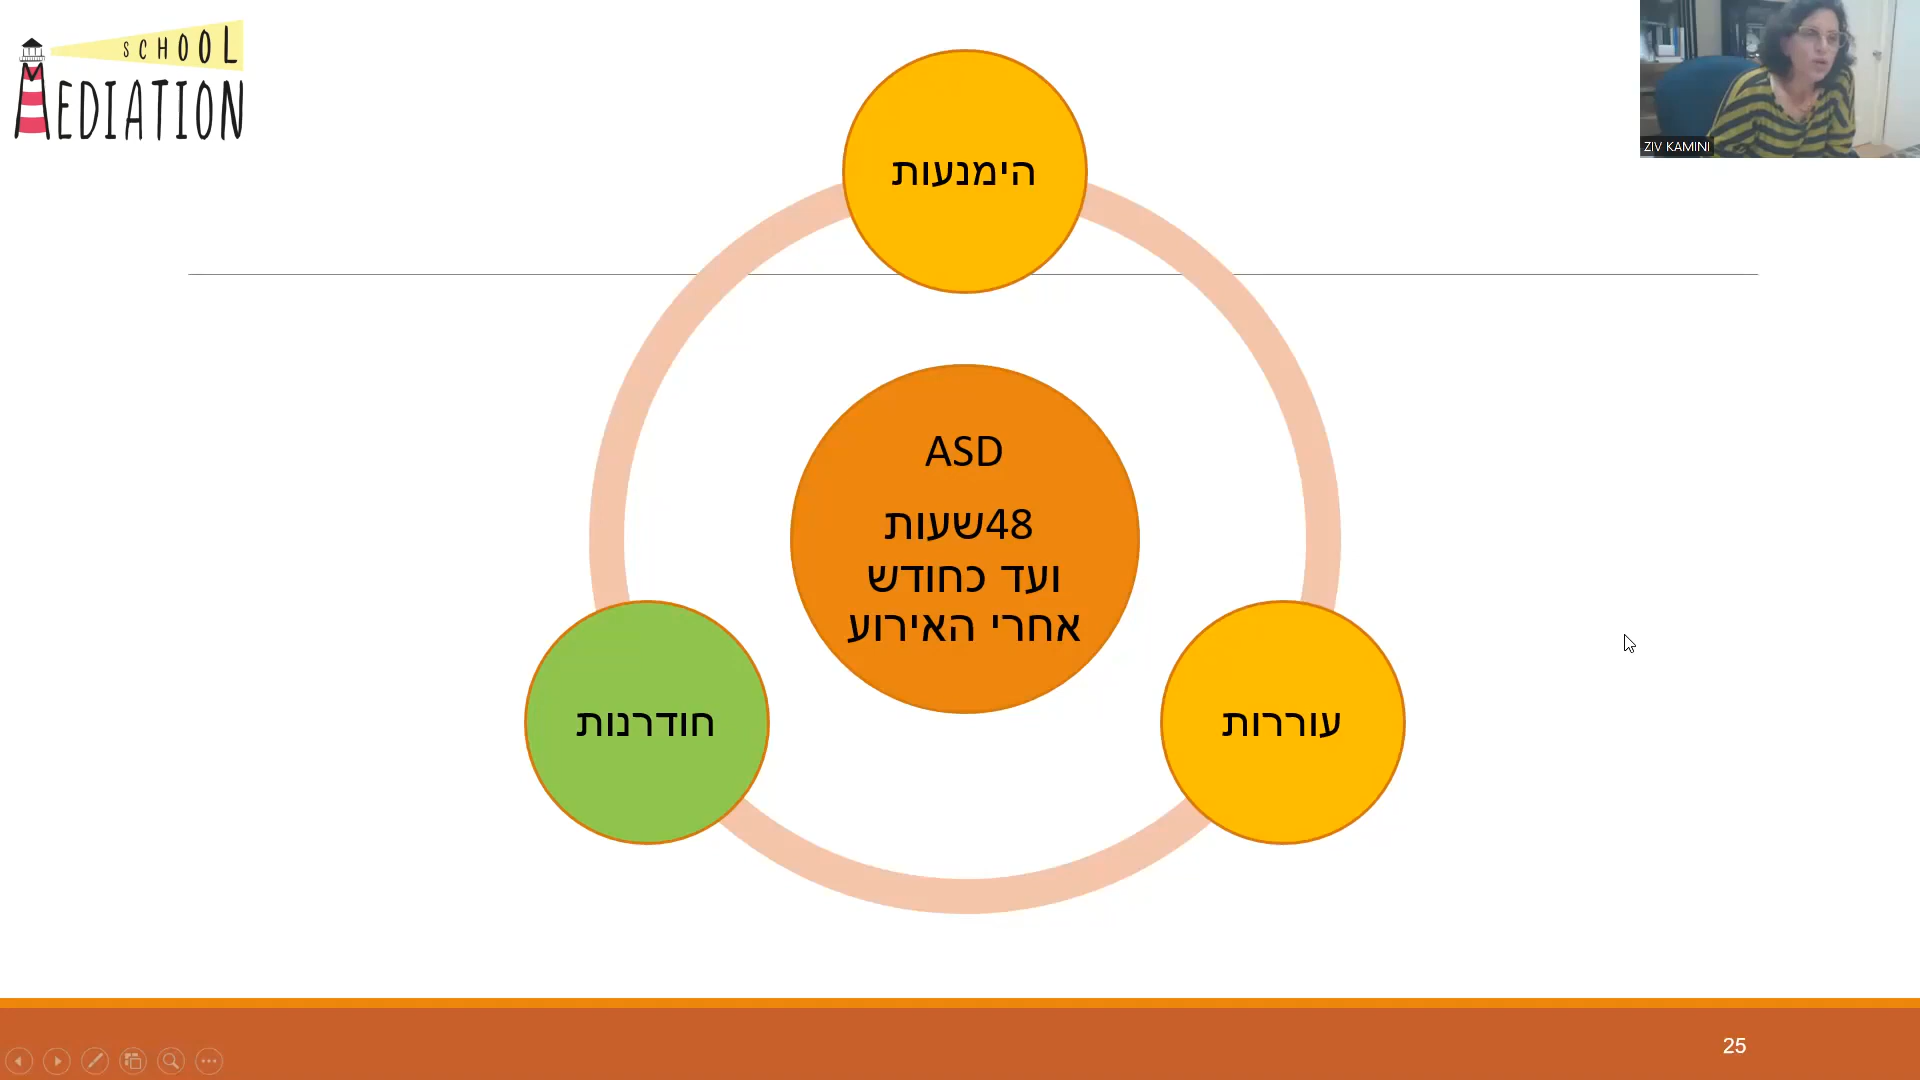 SCHOOL
MEDIATION
ZIV KAMINI
הימנעות
ASD
48שעות
ועד כחודש
אחרי האירוע
עוררות
חודרנות
25